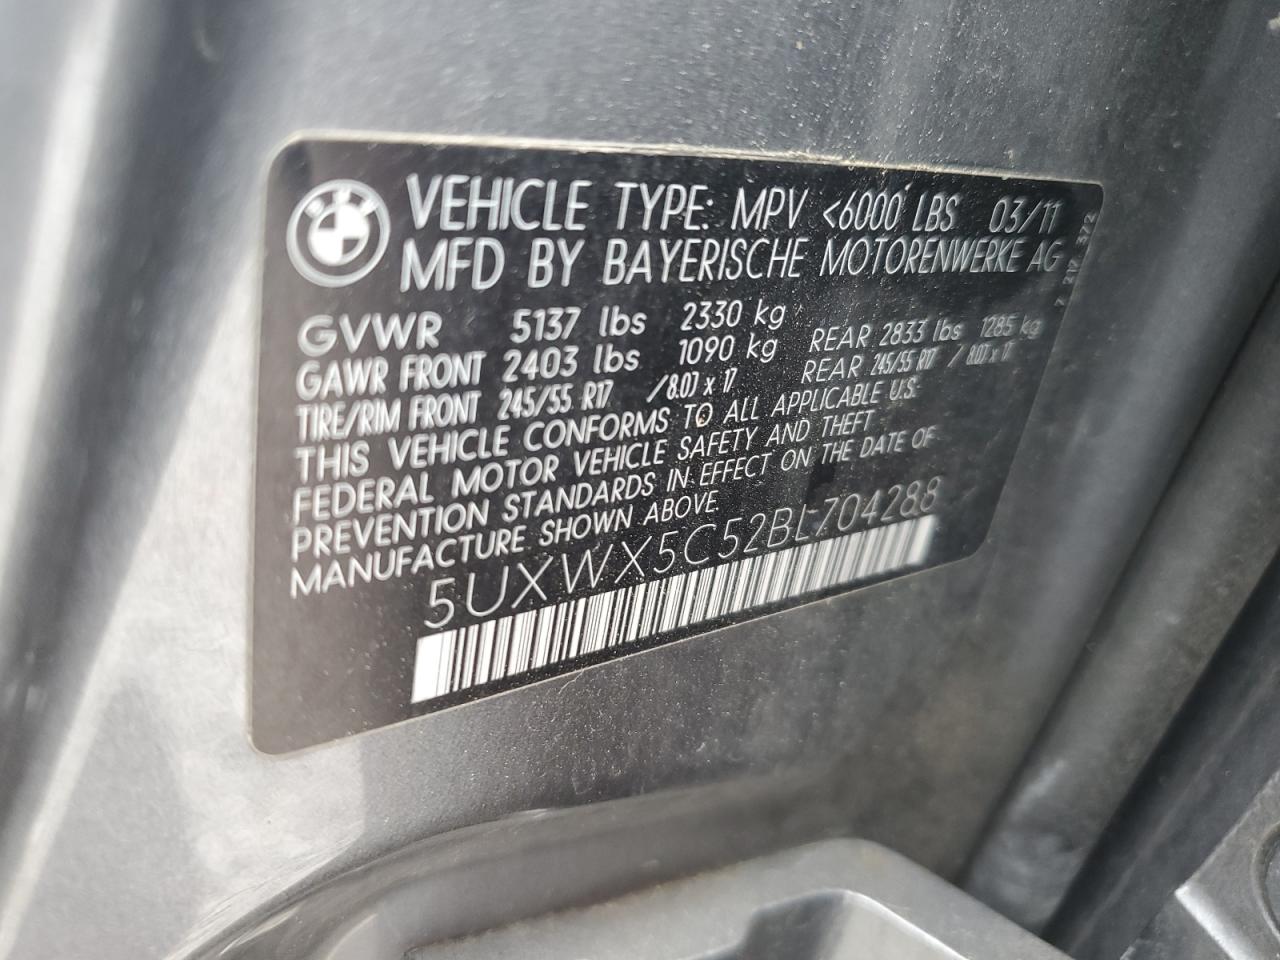 VEHICLE TYPE: MPV <6000 LBS 03/11
MFD BY BAYERISCHE MOTORENWERKE AG
GVWR 5137 lbs 2330 kg
GAWR FRONT 2403 lbs 1090 kg REAR 2833 lbs 1285 kg
TIRE/RIM FRONT 245/55 R17 /8.0J x 17 REAR 245/55 R17 /8.0J x 17
THIS VEHICLE CONFORMS TO ALL APPLICABLE U.S.
FEDERAL MOTOR VEHICLE SAFETY AND THEFT
PREVENTION STANDARDS IN EFFECT ON THE DATE OF
MANUFACTURE SHOWN ABOVE.
5UXWX5C52BL704288